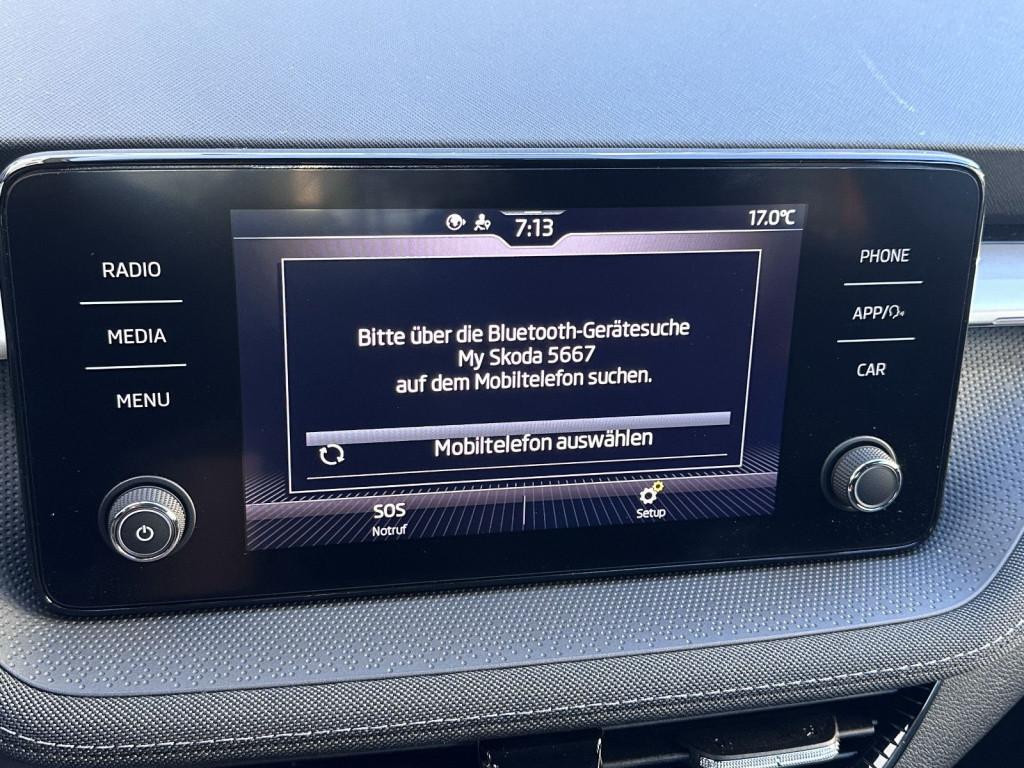 RADIO
MEDIA
MENU
7:13
17.0°C
Bitte über die Bluetooth-Gerätesuche
My Skoda 5667
auf dem Mobiltelefon suchen.
Mobiltelefon auswählen
SOS
Notruf
Setup
PHONE
APP/
CAR